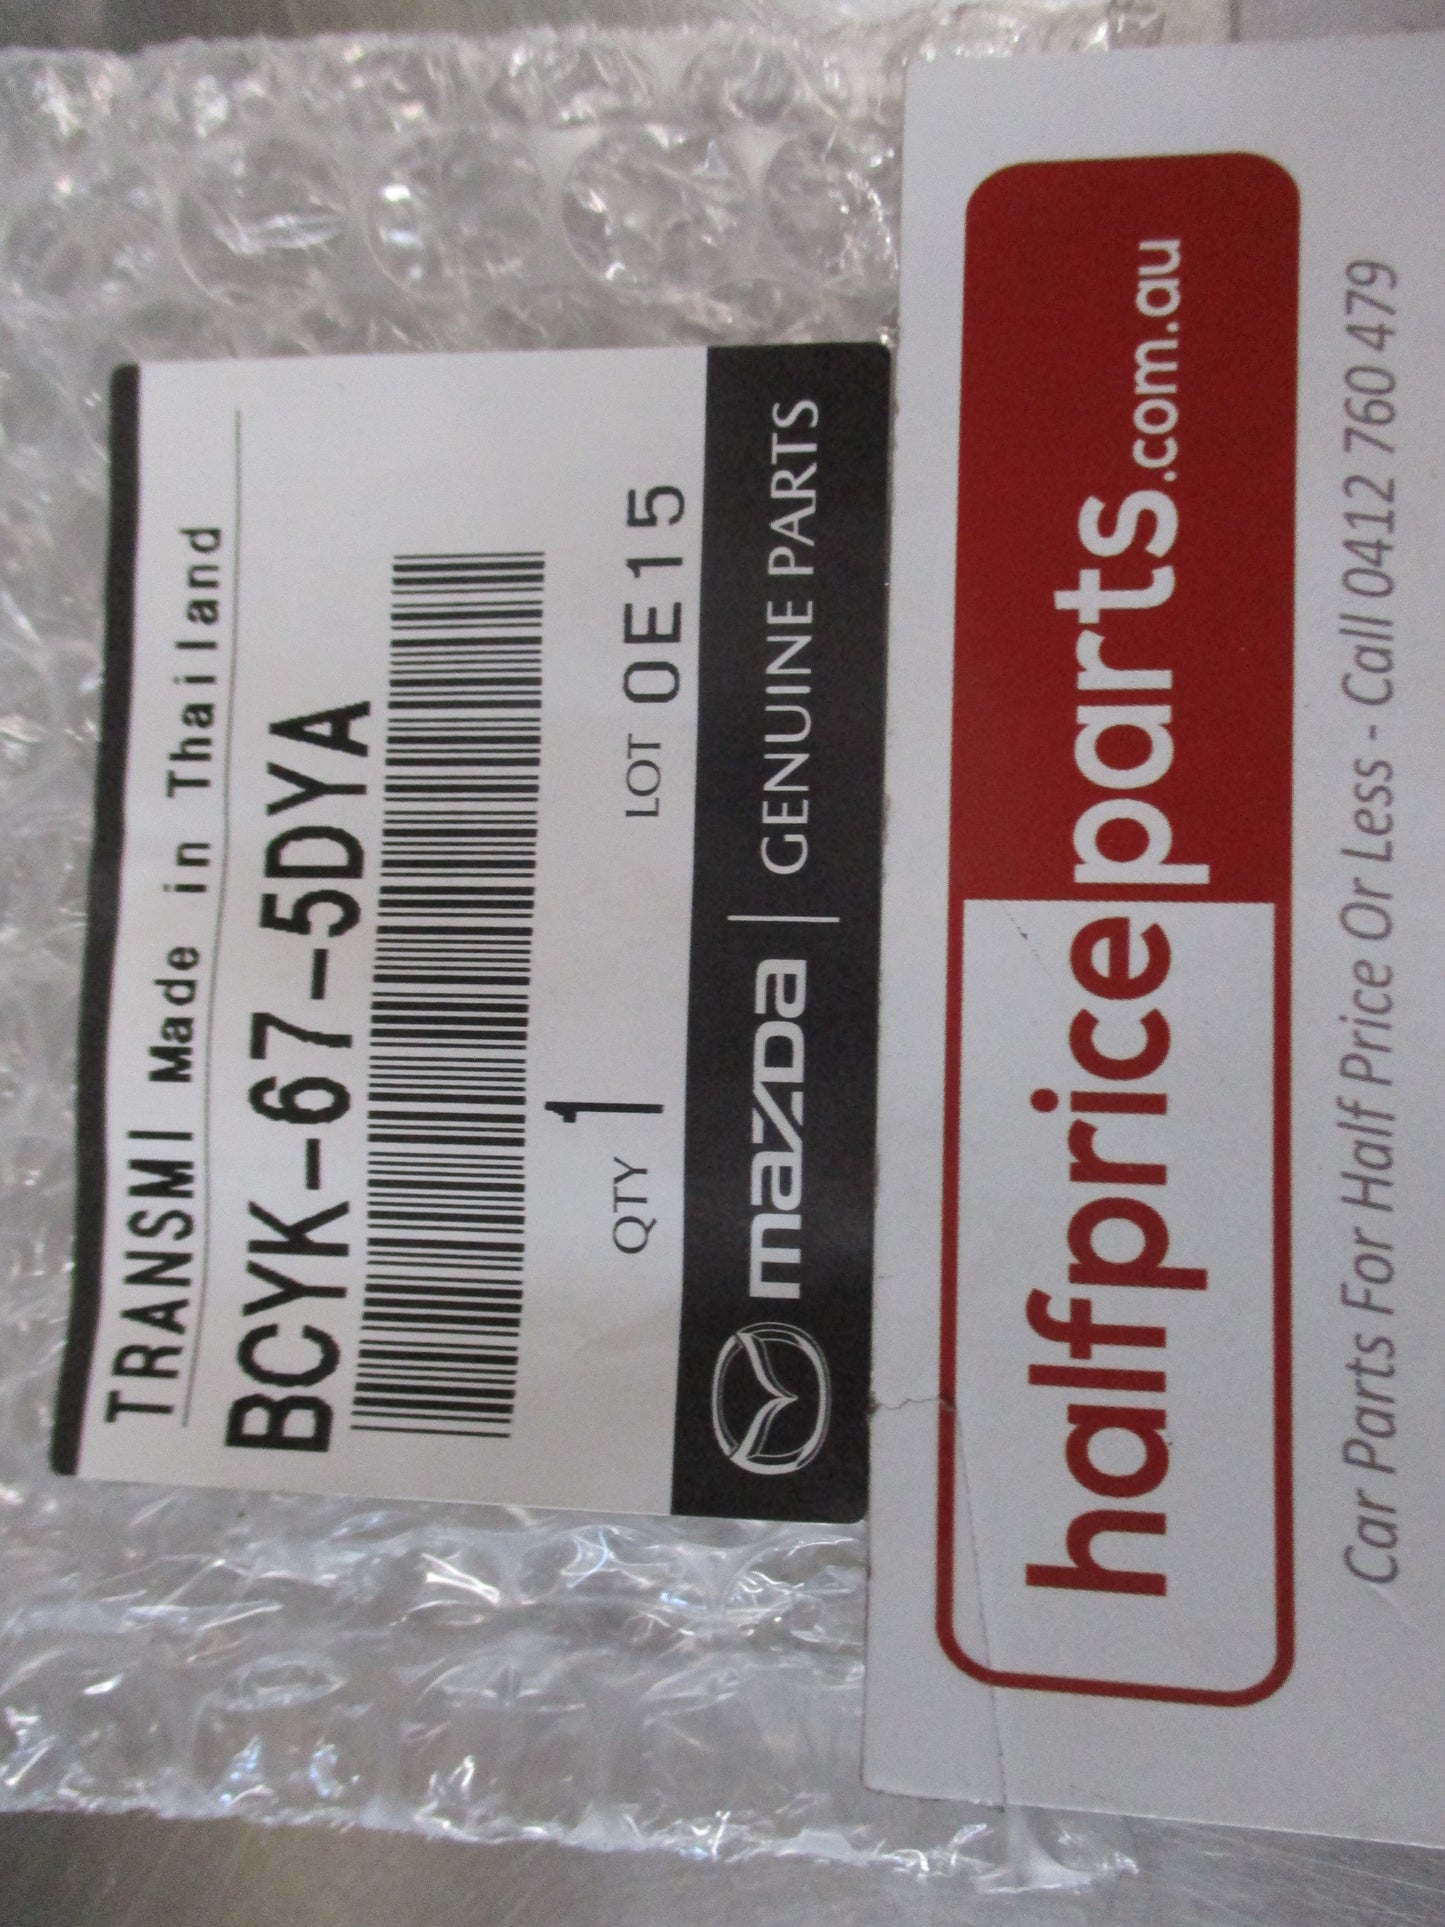 TRANSMI Made in Thailand
BCYK-67-5DYA
QTY 1 LOT 0E15
mazda | GENUINE PARTS
halfpriceparts.com.au
Car Parts For Half Price Or Less - Call 0412 760 479